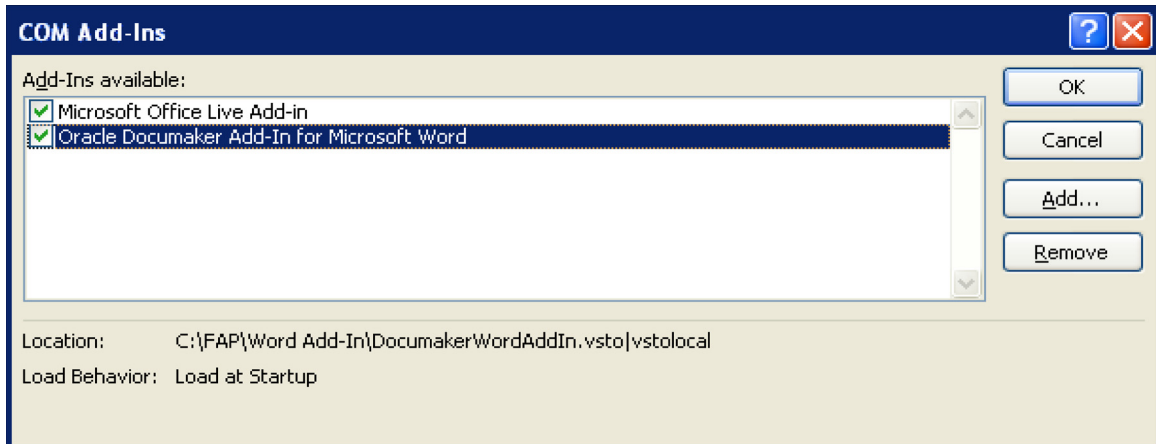 COM Add-Ins
Add-Ins available:
Microsoft Office Live Add-in
Oracle Documaker Add-In for Microsoft Word
OK
Cancel
Add...
Remove
Location: C:\FAP\Word Add-In\DocumakerWordAddIn.vsto|vstolocal
Load Behavior: Load at Startup